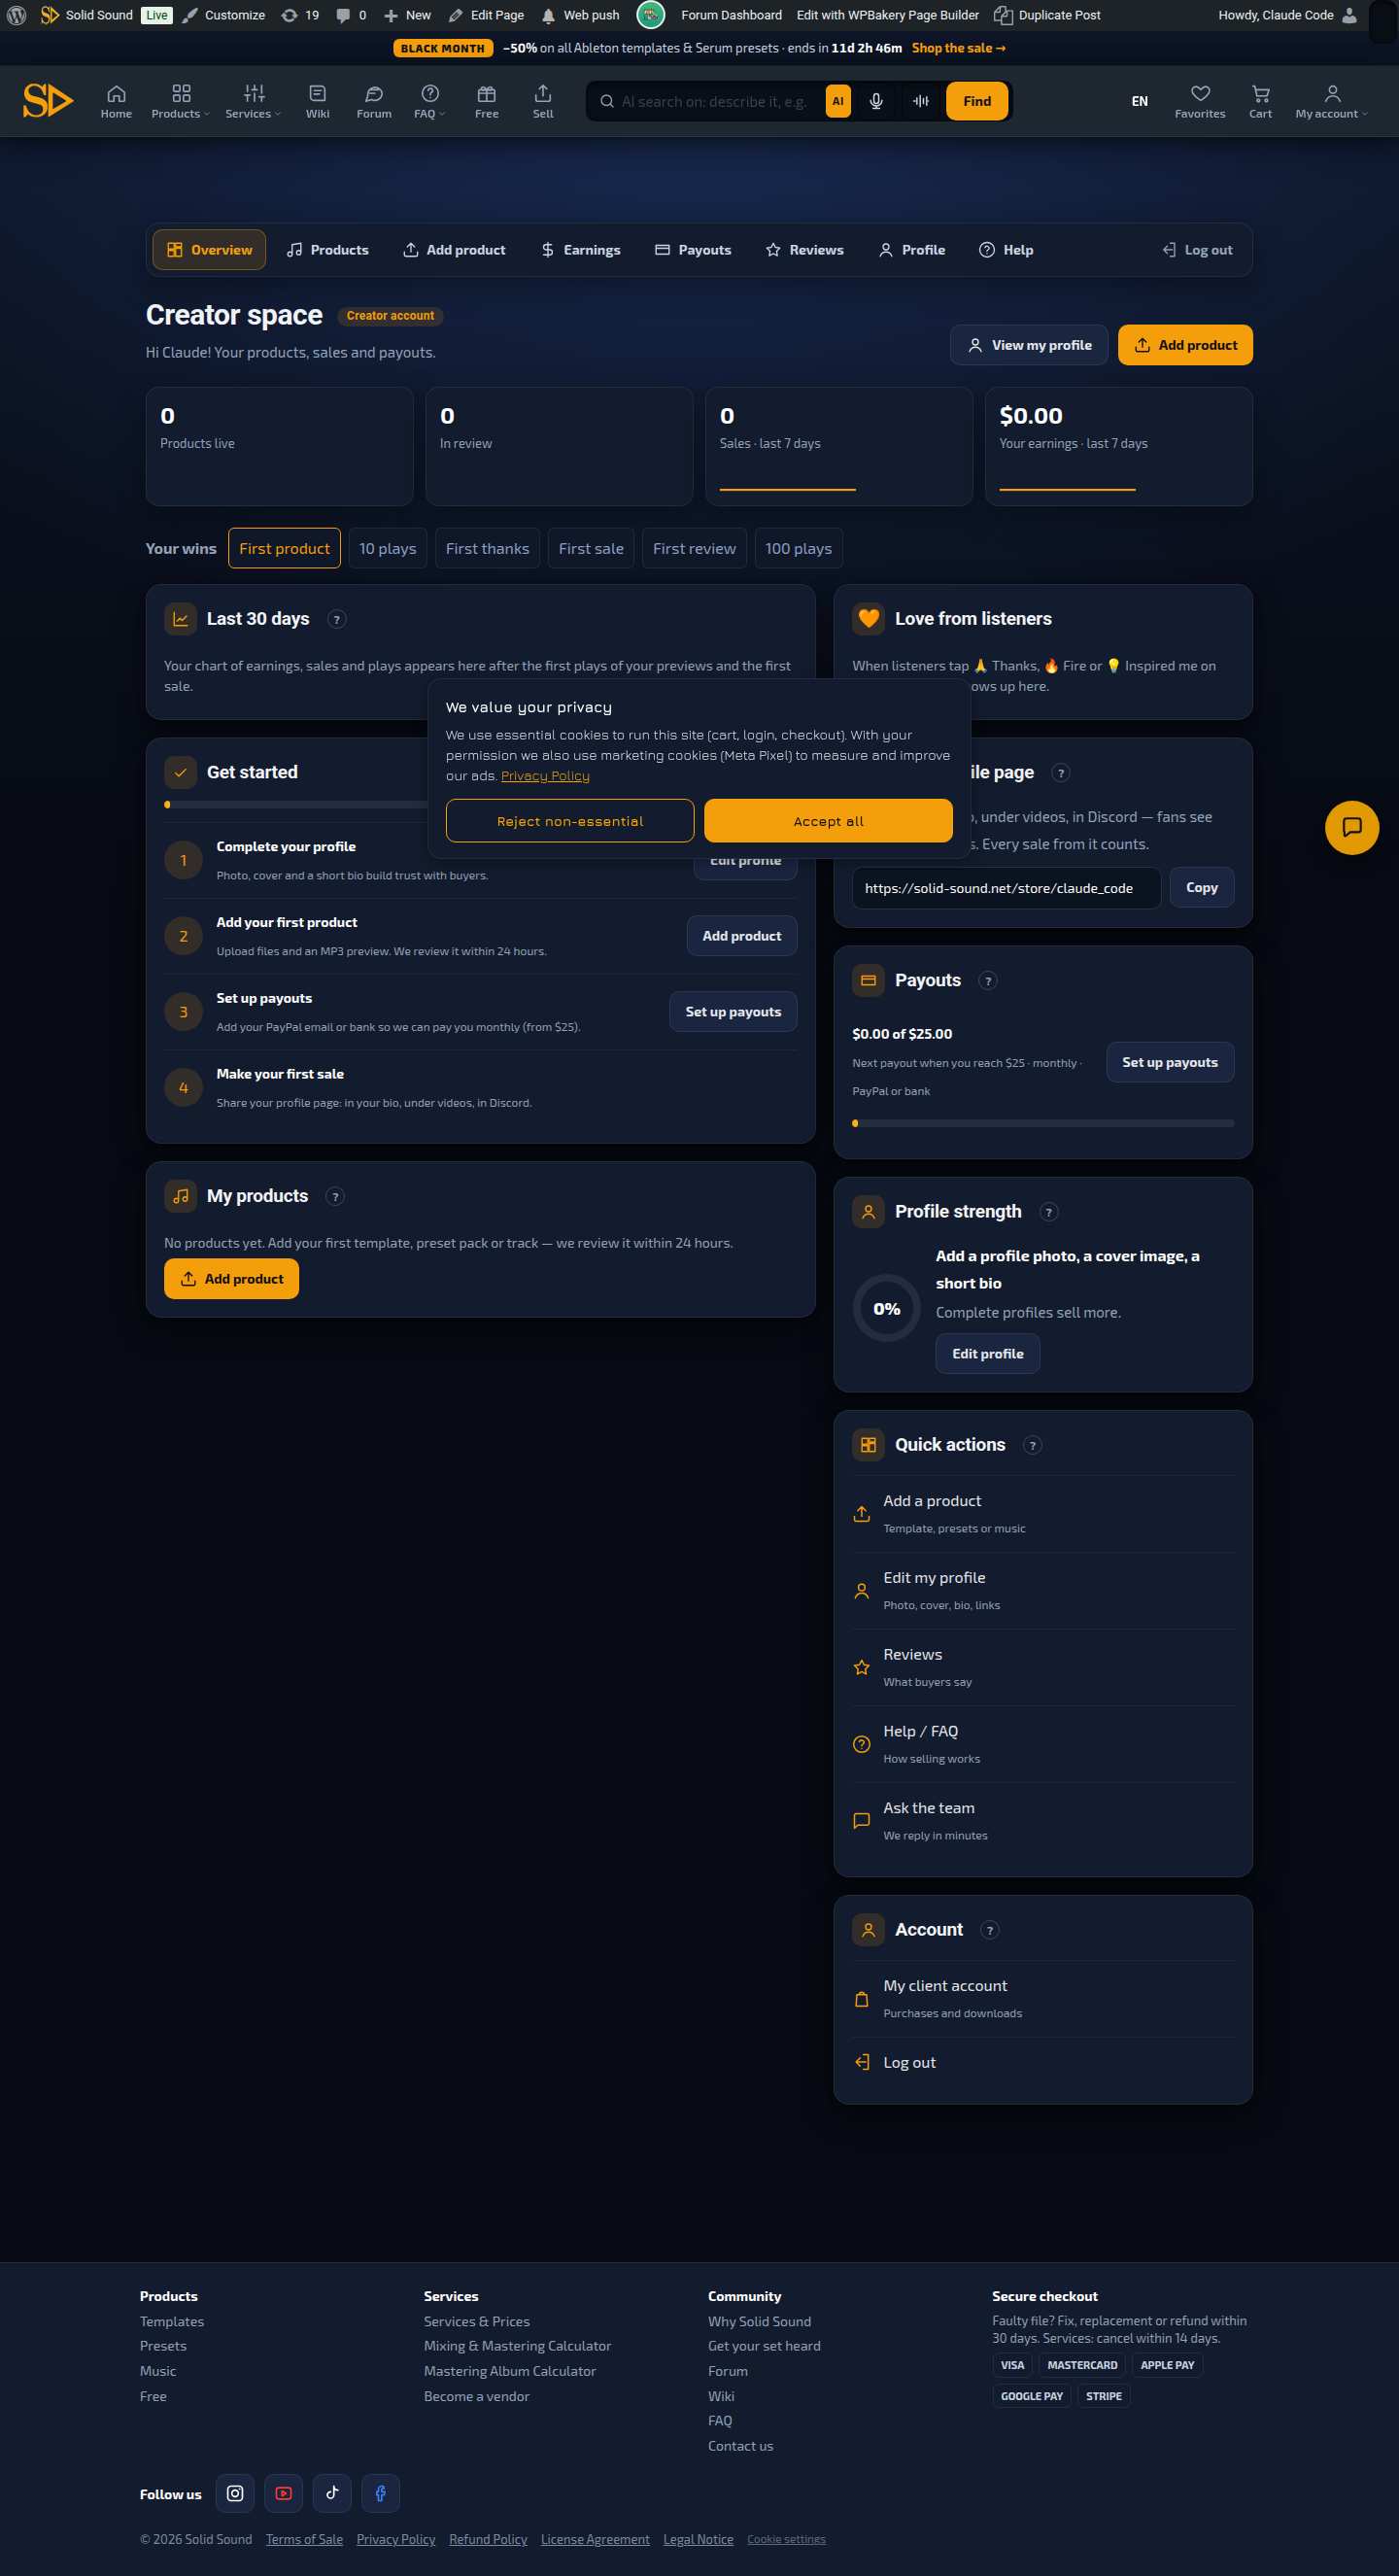 Solid Sound Live Customize 19 0 New Edit Page Web push Forum Dashboard Edit with WPBakery Page Builder Duplicate Post Howdy, Claude Code
BLACK MONTH −50% on all Ableton templates & Serum presets · ends in 11d 2h 46m Shop the sale →
Home Products Services Wiki Forum FAQ Free Sell
AI search on: describe it, e.g. AI Find
EN Favorites Cart My account
Overview Products Add product Earnings Payouts Reviews Profile Help Log out
Creator space Creator account
Hi Claude! Your products, sales and payouts.
View my profile Add product
0
Products live
0
In review
0
Sales · last 7 days
$0.00
Your earnings · last 7 days
Your wins First product 10 plays First thanks First sale First review 100 plays
Last 30 days ?
Your chart of earnings, sales and plays appears here after the first plays of your previews and the first
sale.
Love from listeners
When listeners tap 🙏 Thanks, 🔥 Fire or 💡 Inspired me on
ows up here.
We value your privacy
We use essential cookies to run this site (cart, login, checkout). With your
permission we also use marketing cookies (Meta Pixel) to measure and improve
our ads. Privacy Policy
Reject non-essential Accept all
Get started
1 Complete your profile
Photo, cover and a short bio build trust with buyers.
Edit profile
2 Add your first product
Upload files and an MP3 preview. We review it within 24 hours.
Add product
3 Set up payouts
Add your PayPal email or bank so we can pay you monthly (from $25).
Set up payouts
4 Make your first sale
Share your profile page: in your bio, under videos, in Discord.
My products ?
No products yet. Add your first template, preset pack or track — we review it within 24 hours.
Add product
ile page ?
, under videos, in Discord — fans see
s. Every sale from it counts.
https://solid-sound.net/store/claude_code Copy
Payouts ?
$0.00 of $25.00
Next payout when you reach $25 · monthly ·
PayPal or bank
Set up payouts
Profile strength ?
0%
Add a profile photo, a cover image, a
short bio
Complete profiles sell more.
Edit profile
Quick actions ?
Add a product
Template, presets or music
Edit my profile
Photo, cover, bio, links
Reviews
What buyers say
Help / FAQ
How selling works
Ask the team
We reply in minutes
Account ?
My client account
Purchases and downloads
Log out
Products
Templates
Presets
Music
Free
Services
Services & Prices
Mixing & Mastering Calculator
Mastering Album Calculator
Become a vendor
Community
Why Solid Sound
Get your set heard
Forum
Wiki
FAQ
Contact us
Secure checkout
Faulty file? Fix, replacement or refund within
30 days. Services: cancel within 14 days.
VISA MASTERCARD APPLE PAY
GOOGLE PAY STRIPE
Follow us
© 2026 Solid Sound Terms of Sale Privacy Policy Refund Policy License Agreement Legal Notice Cookie settings